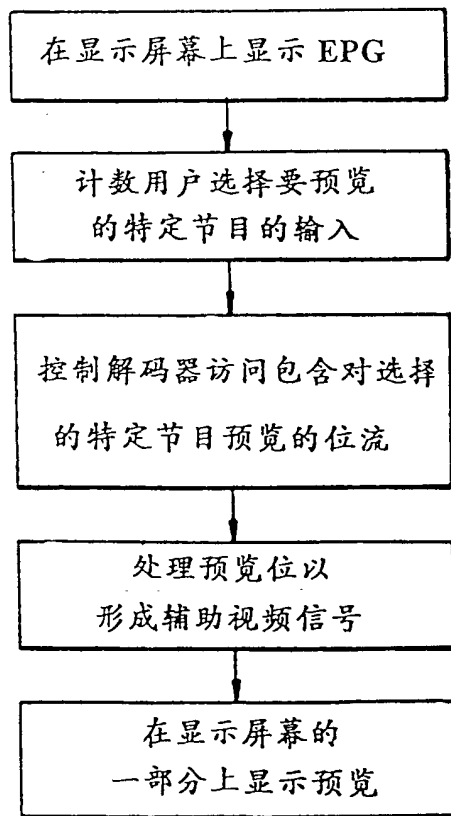 在显示屏幕上显示 EPG
计数用户选择要预览
的特定节目的输入
控制解码器访问包含对选择
的特定节目预览的位流
处理预览位以
形成辅助视频信号
在显示屏幕的
一部分上显示预览